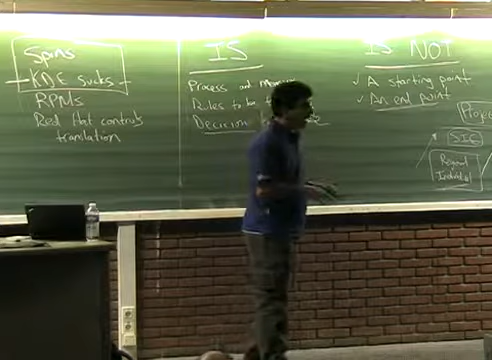 Spins
KDE Sucks
RPMs
Red Hat controls
translation
IS
Process and
Rules to be
Decision
IS NOT
✓ A starting point
✓ An end point
SIG
Regional